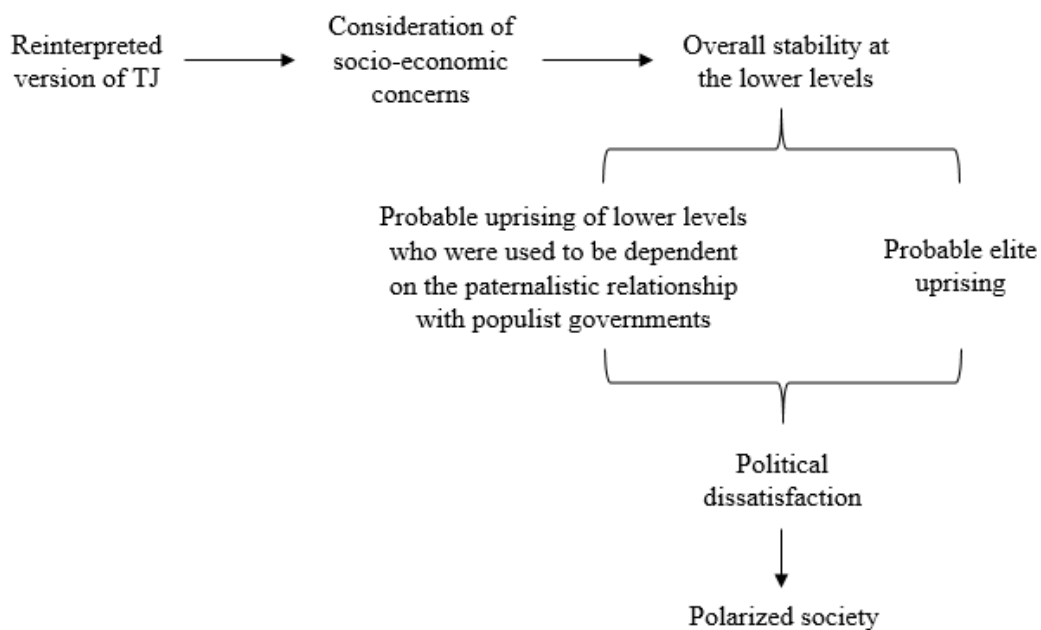 Reinterpreted
version of TJ
Consideration of
socio-economic
concerns
Overall stability at
the lower levels
Probable uprising of lower levels
who were used to be dependent
on the paternalistic relationship
with populist governments
Probable elite
uprising
Political
dissatisfaction
Polarized society